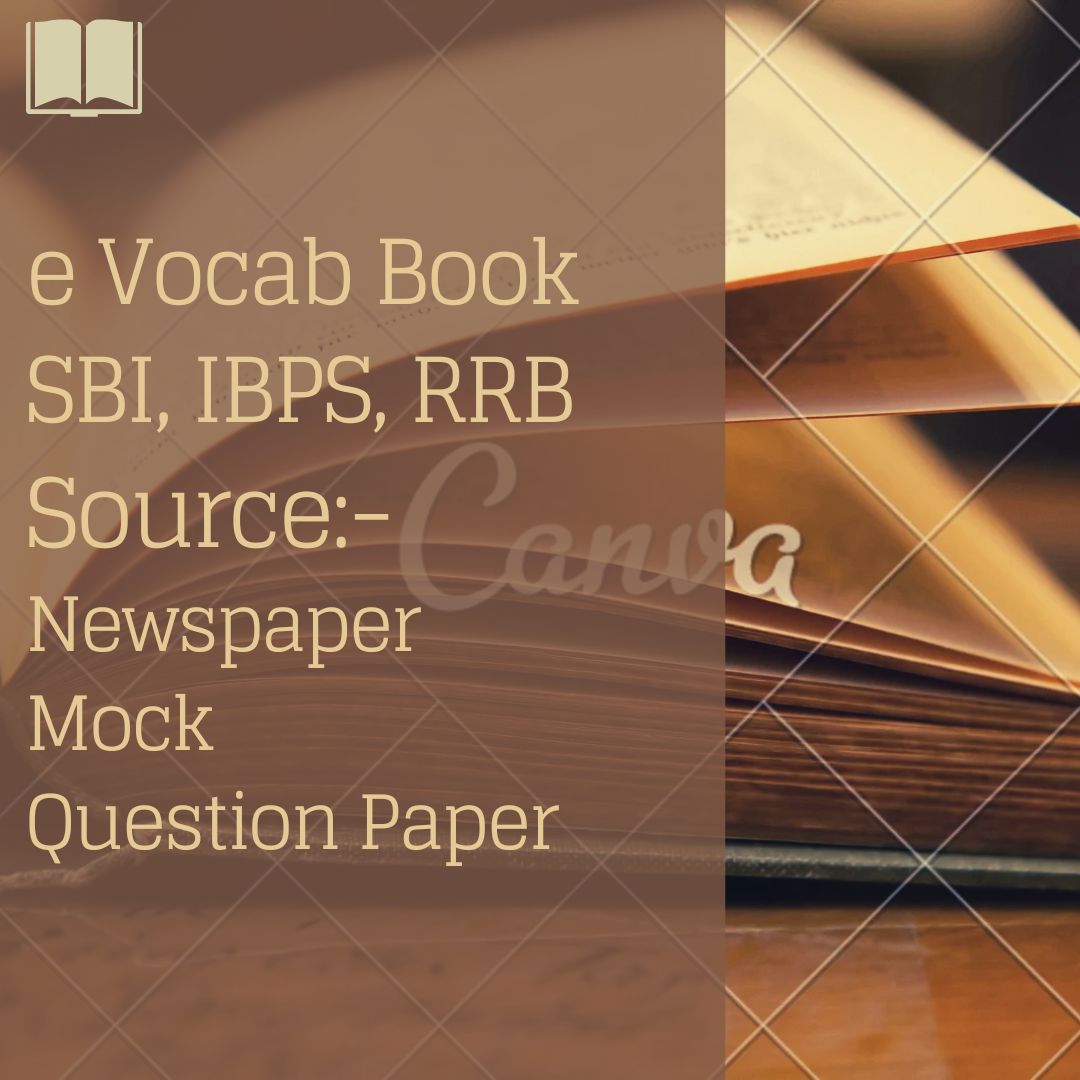 e Vocab Book
SBI, IBPS, RRB
Source:–
Canva
Newspaper
Mock
Question Paper